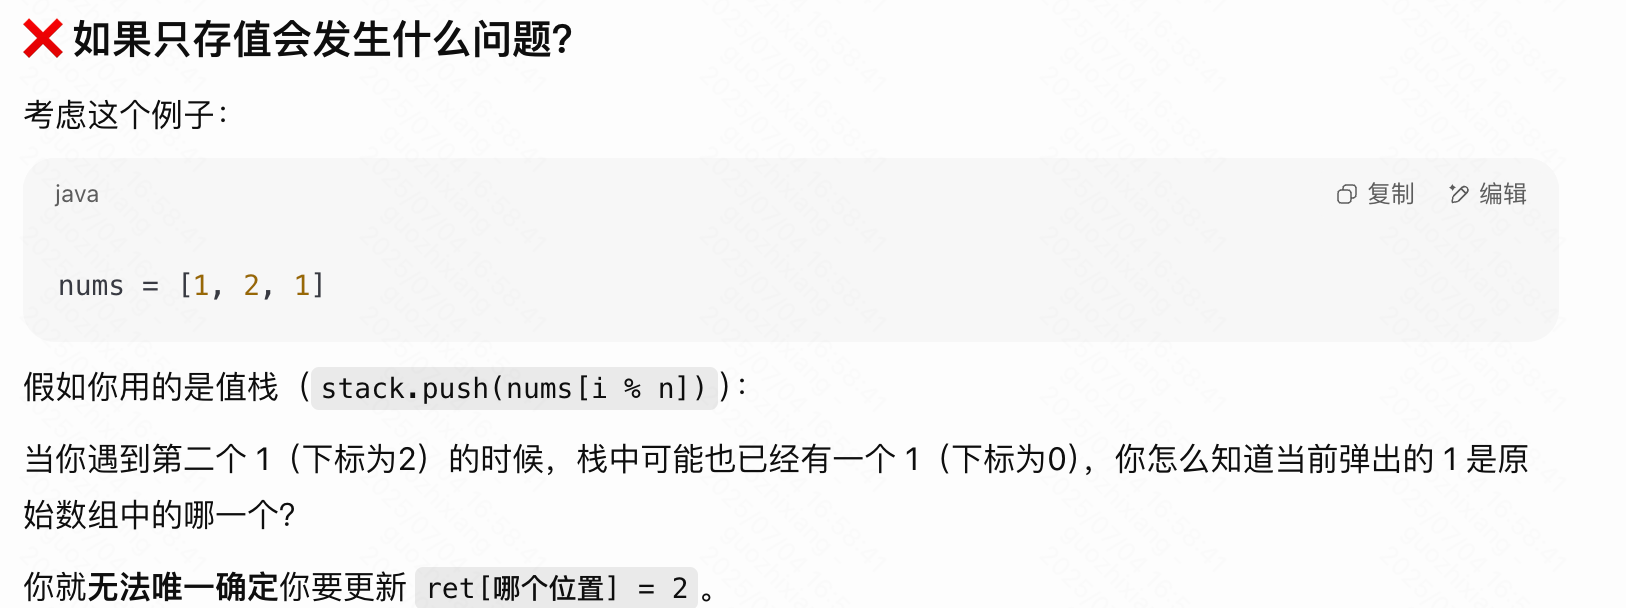 ❌ 如果只存值会发生什么问题?
考虑这个例子：
java 复制 编辑
nums = [1, 2, 1]
假如你用的是值栈（stack.push(nums[i % n])）：
当你遇到第二个 1（下标为2）的时候，栈中可能也已经有一个 1（下标为0），你怎么知道当前弹出的 1 是原
始数组中的哪一个？
你就无法唯一确定你要更新 ret[哪个位置] = 2 。